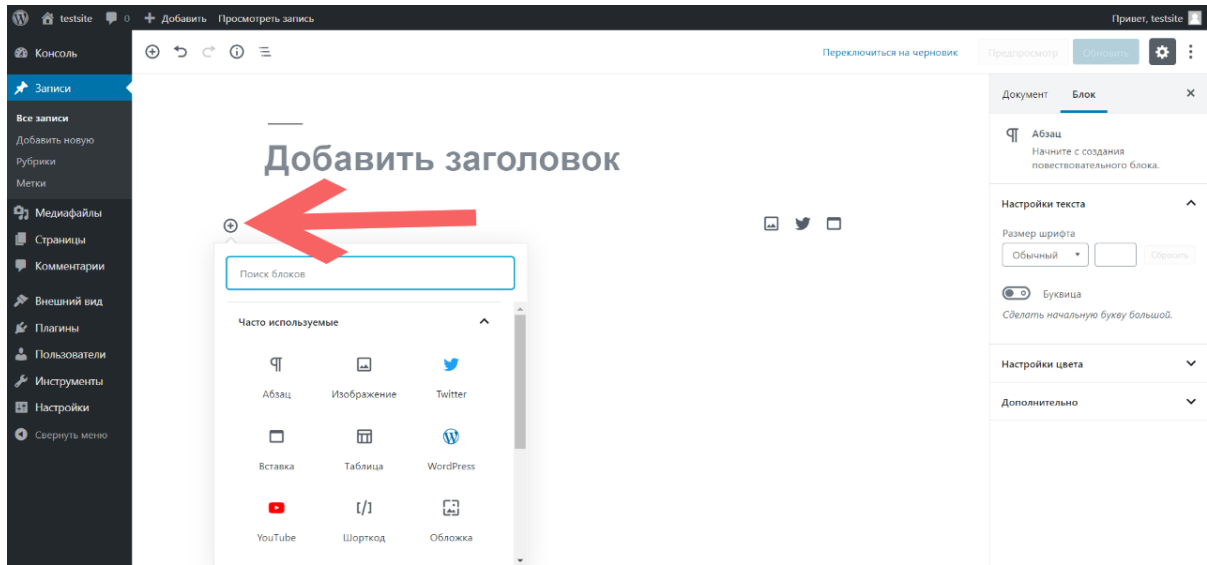 testsite 0 Добавить Просмотреть запись Привет, testsite
Консоль
Переключиться на черновик Предпросмотр Обновить
Записи
Все записи
Добавить новую
Рубрики
Метки
Медиафайлы
Страницы
Комментарии
Внешний вид
Плагины
Пользователи
Инструменты
Настройки
Свернуть меню
Добавить заголовок
Поиск блоков
Часто используемые
Абзац Изображение Twitter
Вставка Таблица WordPress
YouTube Шорткод Обложка
Документ Блок
Абзац
Начните с создания
повествовательного блока.
Настройки текста
Размер шрифта
Обычный Сбросить
Буквица
Сделать начальную букву большой.
Настройки цвета
Дополнительно